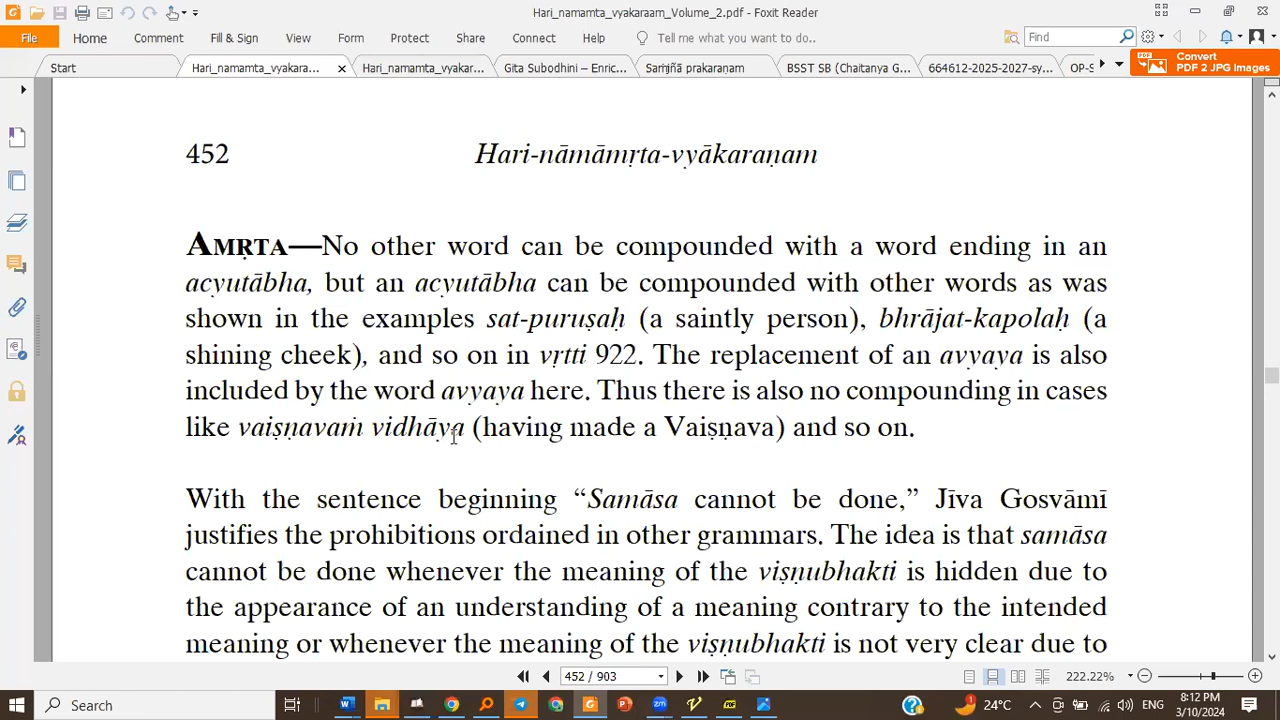 Hari_namamta_vyakaraam_Volume_2.pdf - Foxit Reader
File Home Comment Fill & Sign View Form Protect Share Connect Help Tell me what you want to do.. Find
Start Hari_namamta_vyakara... Hari_namamta_vyakar... Gita Subodhini – Enric... Saṁjñā prakaraṇam BSST SB (Chaitanya G... 664612-2025-2027-sy... OP-S Convert
PDF 2 JPG Images
452 Hari-nāmāmṛta-vyākaraṇam
AMṚTA—No other word can be compounded with a word ending in an
acyutābha, but an acyutābha can be compounded with other words as was
shown in the examples sat-puruṣaḥ (a saintly person), bhrājat-kapolaḥ (a
shining cheek), and so on in vṛtti 922. The replacement of an avyaya is also
included by the word avyaya here. Thus there is also no compounding in cases
like vaiṣṇavaṁ vidhāya (having made a Vaiṣṇava) and so on.
With the sentence beginning “Samāsa cannot be done,” Jīva Gosvāmī
justifies the prohibitions ordained in other grammars. The idea is that samāsa
cannot be done whenever the meaning of the viṣṇubhakti is hidden due to
the appearance of an understanding of a meaning contrary to the intended
meaning or whenever the meaning of the viṣṇubhakti is not very clear due to
452 / 903 222.22%
Search 24°C ENG 8:12 PM
3/10/2024